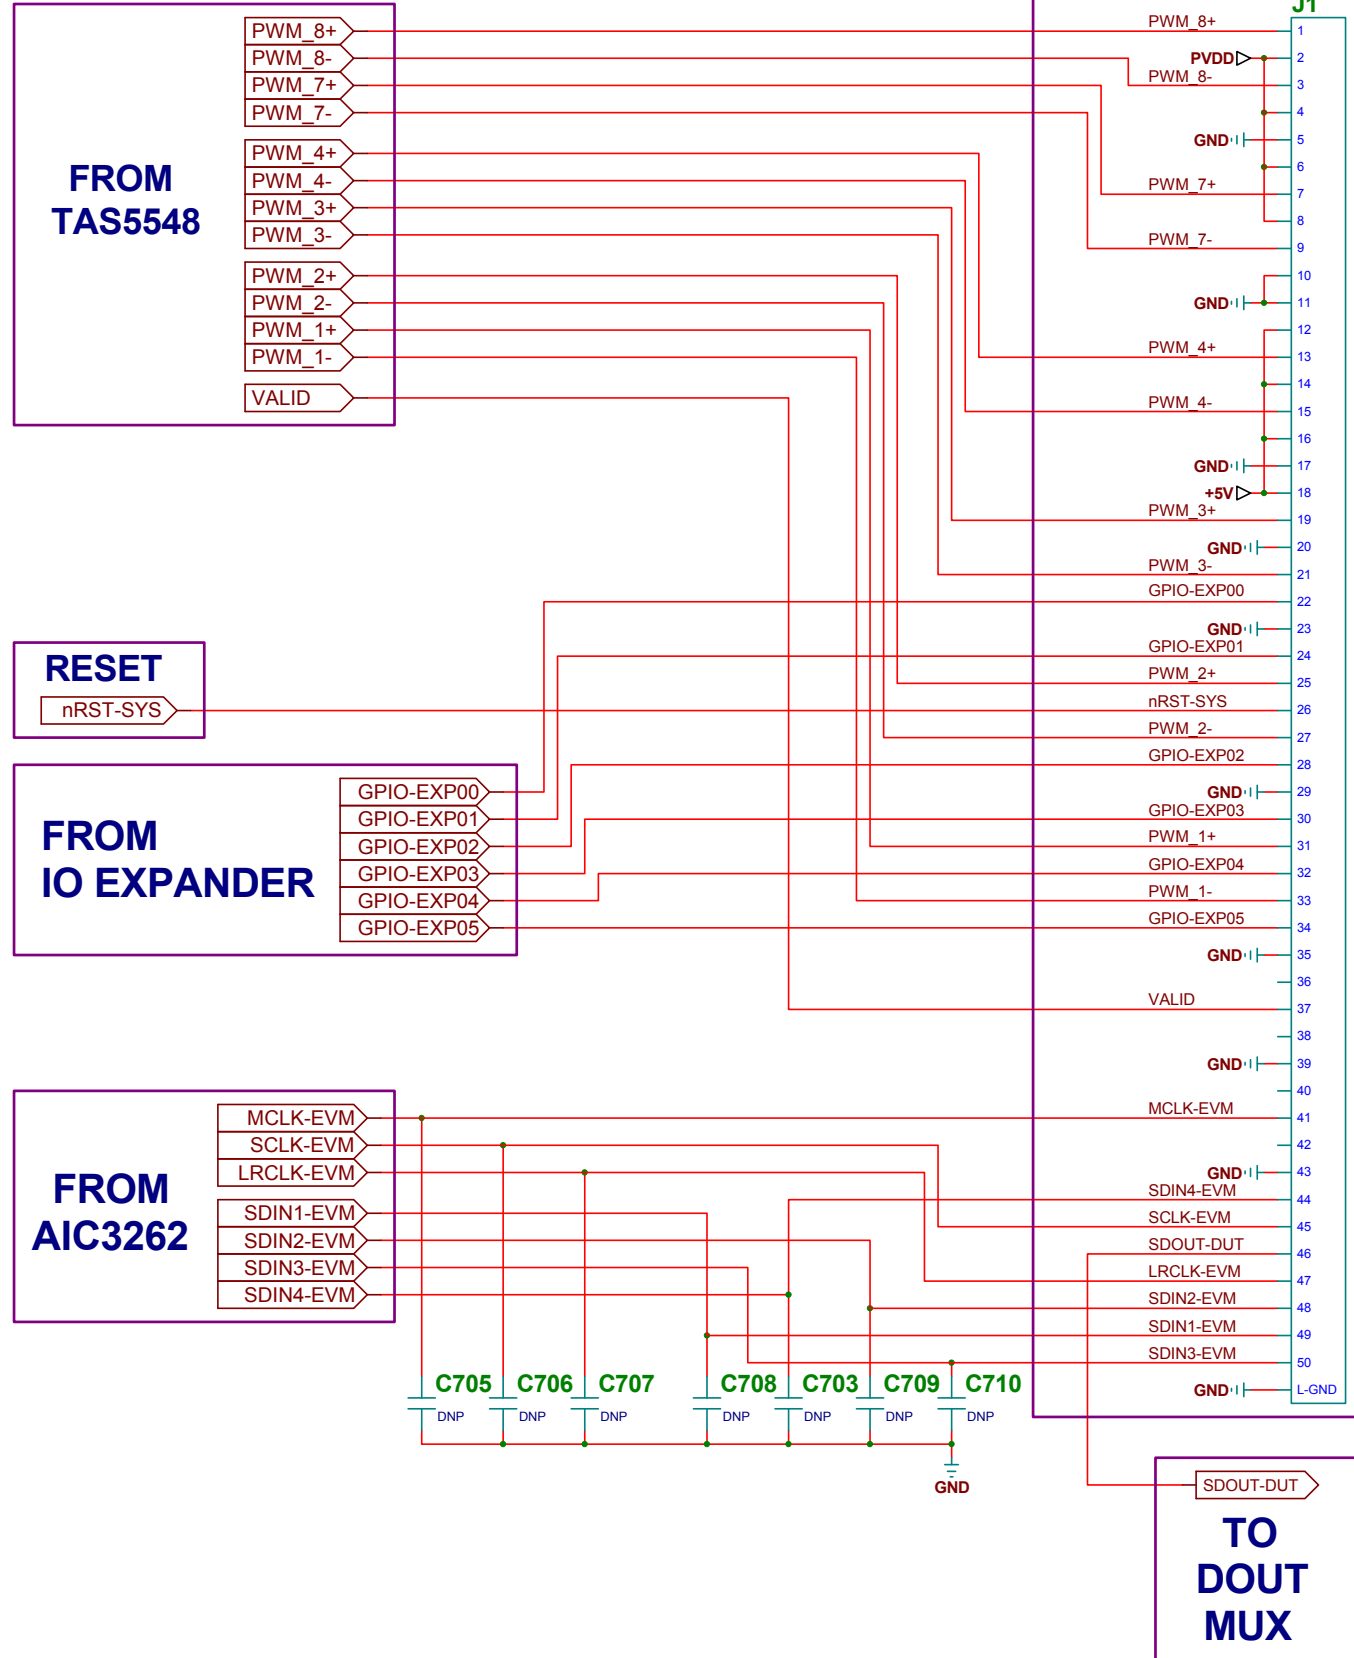 FROM
TAS5548
PWM_8+
PWM_8-
PWM_7+
PWM_7-
PWM_4+
PWM_4-
PWM_3+
PWM_3-
PWM_2+
PWM_2-
PWM_1+
PWM_1-
VALID
RESET
nRST-SYS
FROM
IO EXPANDER
GPIO-EXP00
GPIO-EXP01
GPIO-EXP02
GPIO-EXP03
GPIO-EXP04
GPIO-EXP05
FROM
AIC3262
MCLK-EVM
SCLK-EVM
LRCLK-EVM
SDIN1-EVM
SDIN2-EVM
SDIN3-EVM
SDIN4-EVM
C705 C706 C707 C708 C703 C709 C710
DNP DNP DNP DNP DNP DNP DNP
GND
J1
PWM_8+ 1
PVDD 2
PWM_8- 3
4
GND 5
6
PWM_7+ 7
8
PWM_7- 9
10
GND 11
12
PWM_4+ 13
14
PWM_4- 15
16
GND 17
+5V 18
PWM_3+ 19
GND 20
PWM_3- 21
GPIO-EXP00 22
GND 23
GPIO-EXP01 24
PWM_2+ 25
nRST-SYS 26
PWM_2- 27
GPIO-EXP02 28
GND 29
GPIO-EXP03 30
PWM_1+ 31
GPIO-EXP04 32
PWM_1- 33
GPIO-EXP05 34
GND 35
36
VALID 37
38
GND 39
40
MCLK-EVM 41
42
GND 43
SDIN4-EVM 44
SCLK-EVM 45
SDOUT-DUT 46
LRCLK-EVM 47
SDIN2-EVM 48
SDIN1-EVM 49
SDIN3-EVM 50
GND L-GND
SDOUT-DUT
TO
DOUT
MUX